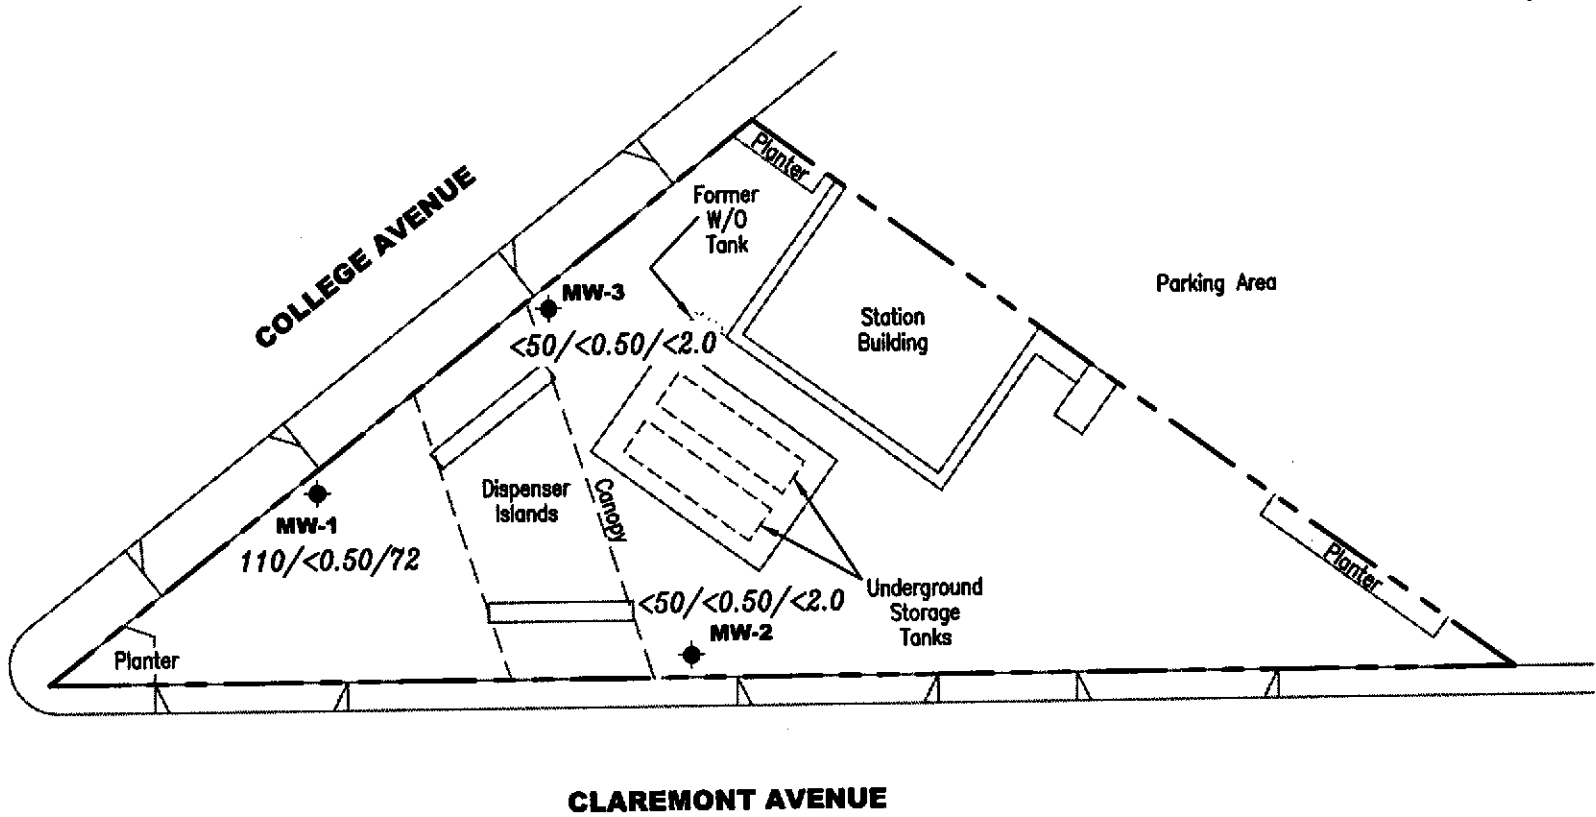 Planter
Former
W/O
Tank
COLLEGE AVENUE
Parking Area
MW-3
Station
Building
<50/<0.50/<2.0
Dispenser
Islands
Canopy
MW-1
110/<0.50/72
Planter
<50/<0.50/<2.0
MW-2
Underground
Storage
Tanks
Planter
CLAREMONT AVENUE